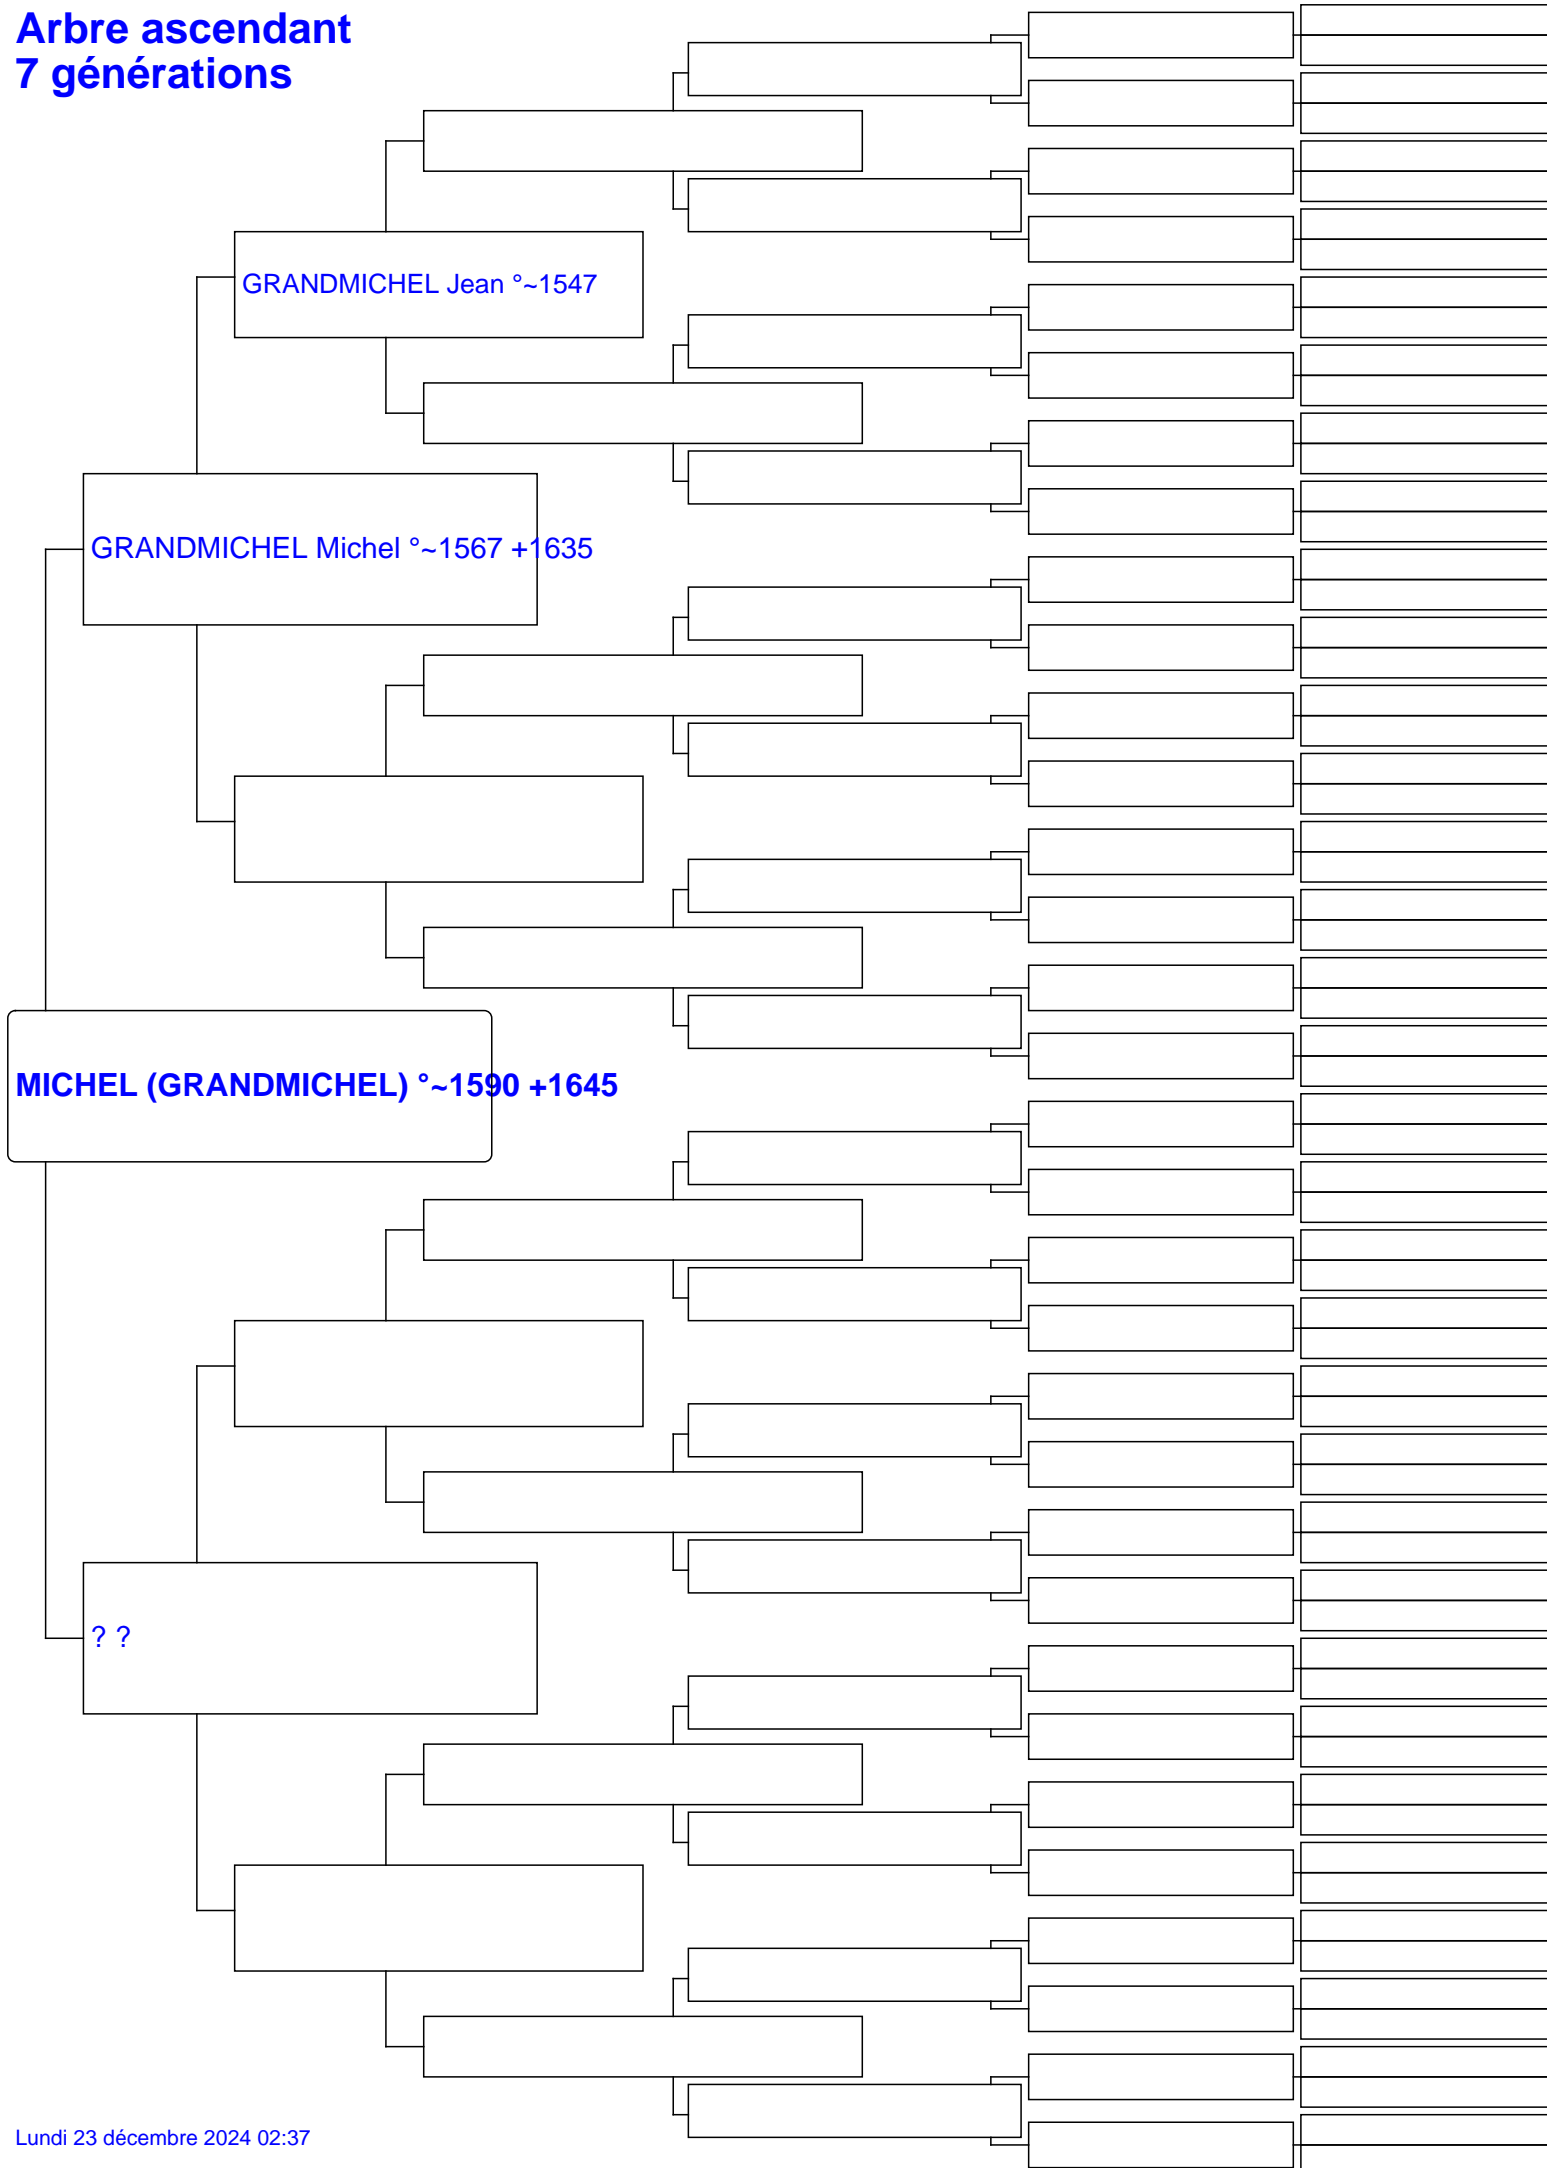 Arbre ascendant
7 générations
GRANDMICHEL Jean °~1547
GRANDMICHEL Michel °~1567 +1635
MICHEL (GRANDMICHEL) °~1590 +1645
? ?
Lundi 23 décembre 2024 02:37